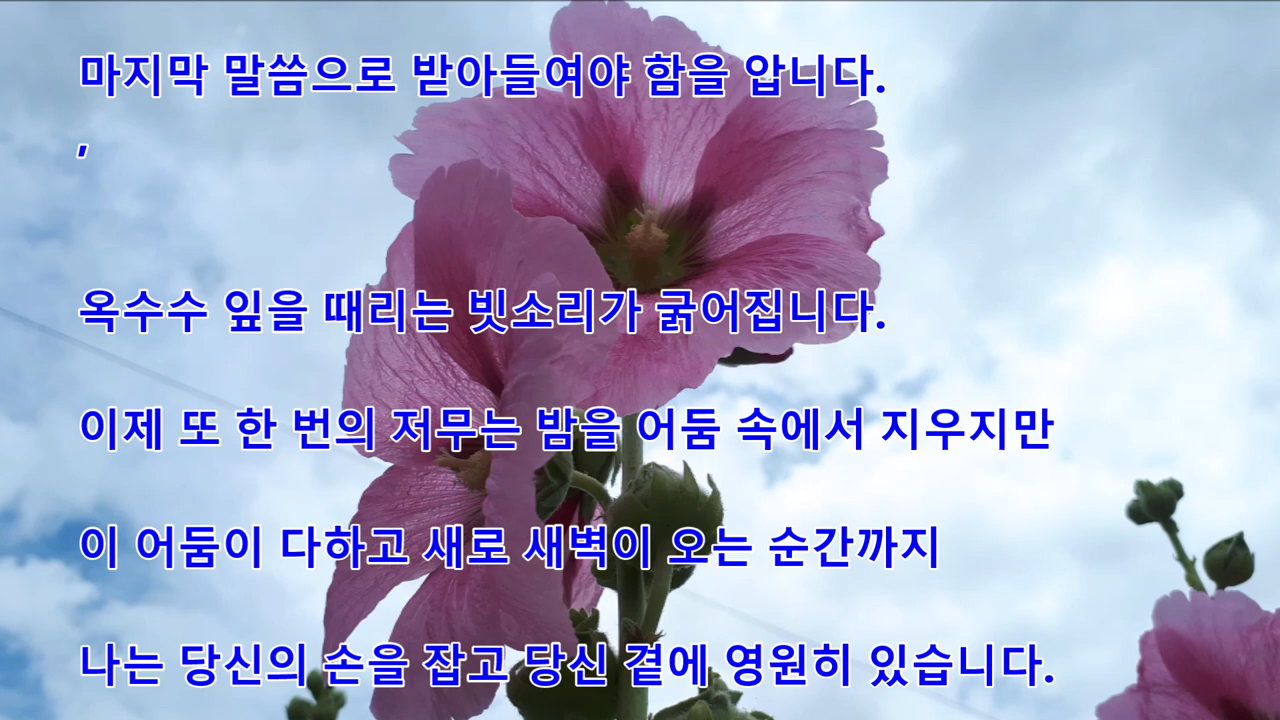 마지막 말씀으로 받아들여야 함을 압니다.
,
옥수수 잎을 때리는 빗소리가 굵어집니다.
이제 또 한 번의 저무는 밤을 어둠 속에서 지우지만
이 어둠이 다하고 새로 새벽이 오는 순간까지
나는 당신의 손을 잡고 당신 곁에 영원히 있습니다.